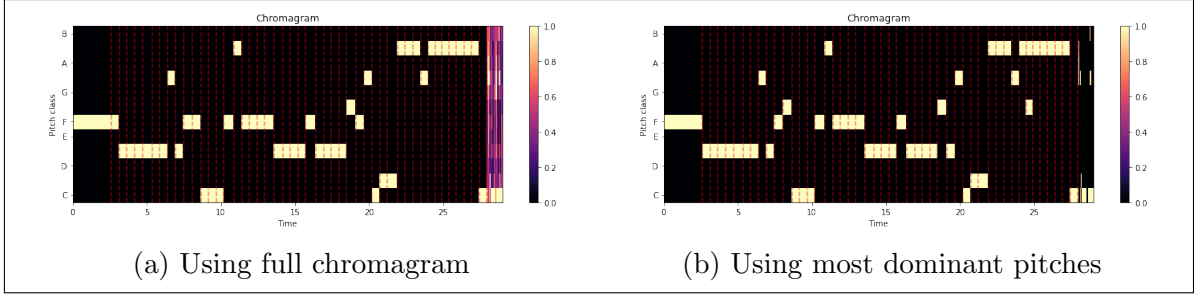 Chromagram
B
A
G
F
E
D
C
Pitch class
0 5 10 15 20 25
Time
1.0
0.8
0.6
0.4
0.2
0.0
(a) Using full chromagram
Chromagram
B
A
G
F
E
D
C
Pitch class
0 5 10 15 20 25
Time
1.0
0.8
0.6
0.4
0.2
0.0
(b) Using most dominant pitches